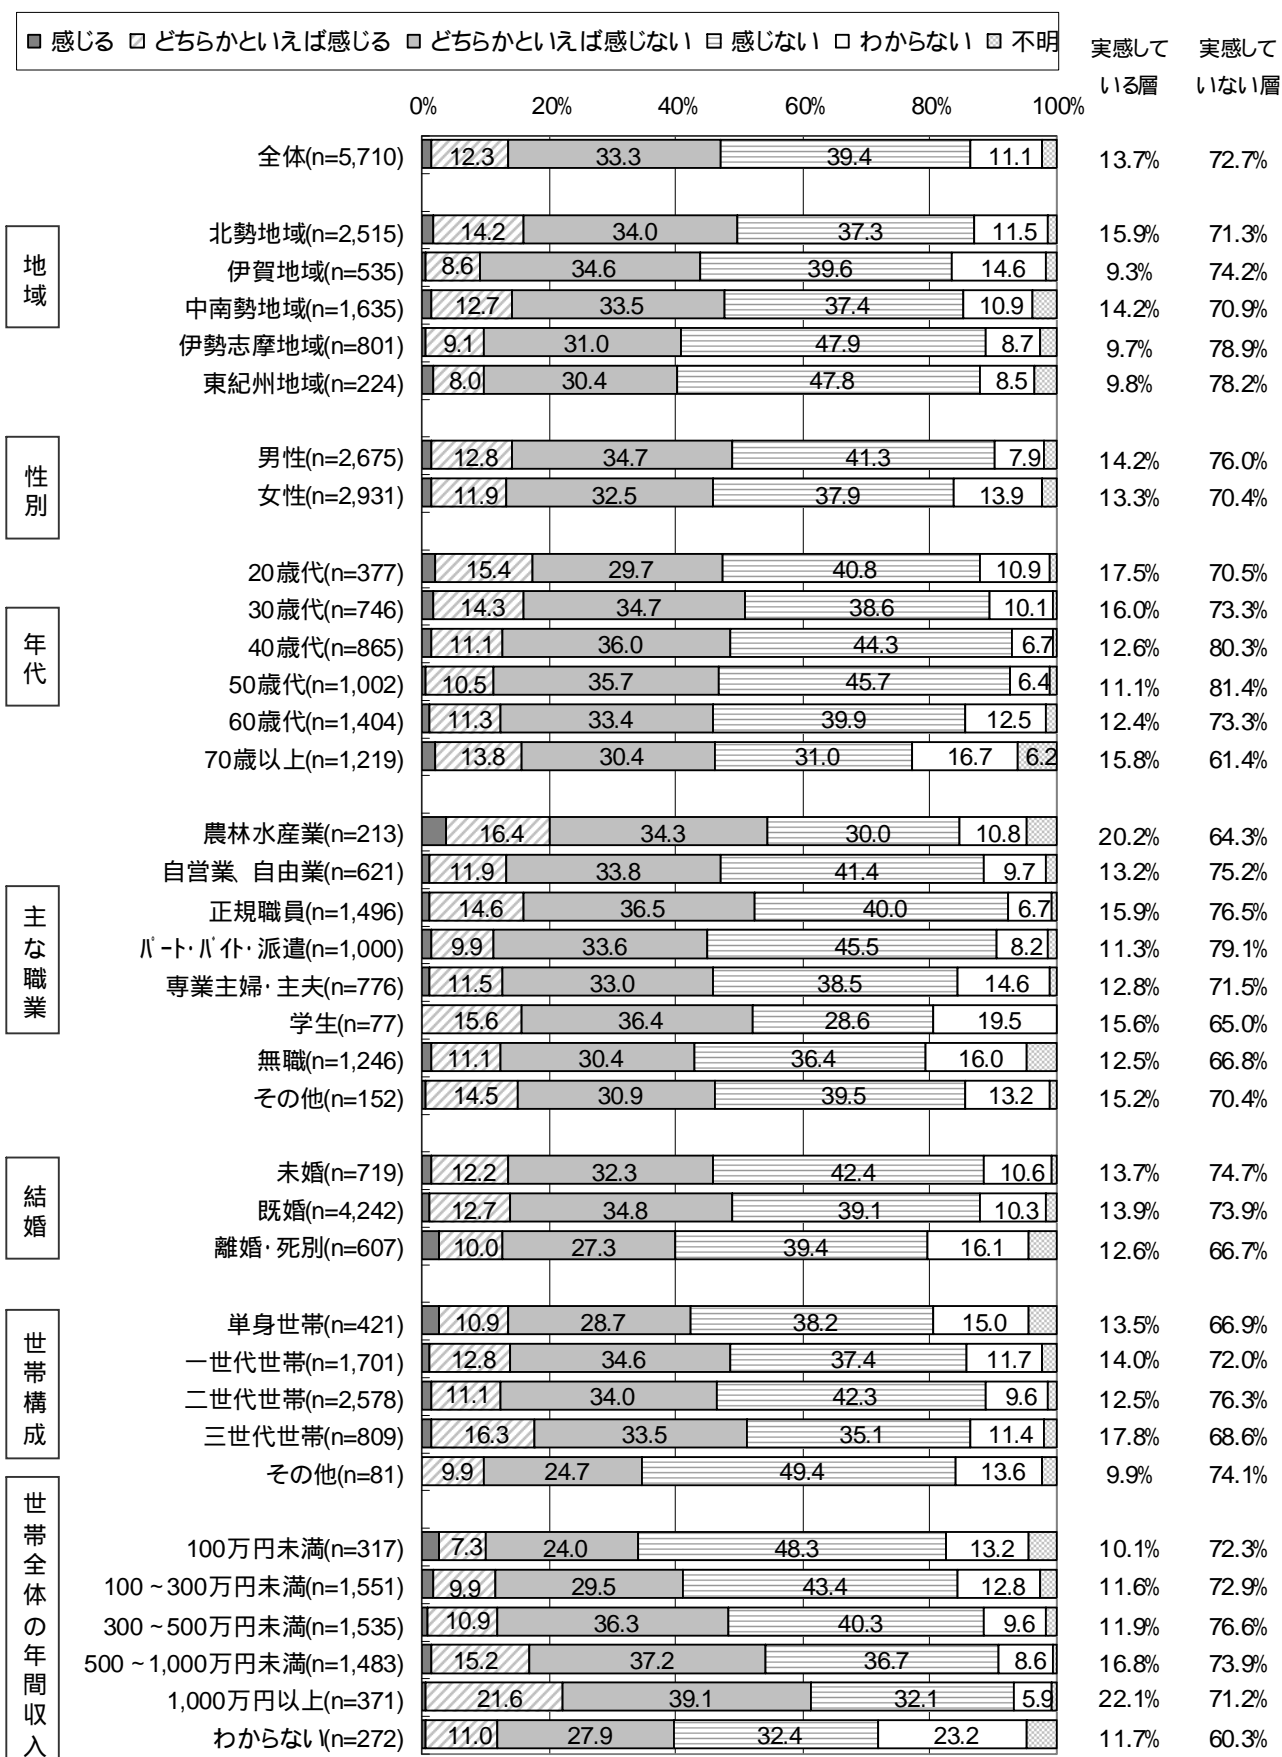 ■ 感じる □ どちらかといえば感じる ■ どちらかといえば感じない □ 感じない □ わからない □ 不明
実感して 実感して
いる層 いない層
0% 20% 40% 60% 80% 100%
全体(n=5,710) 12.3 33.3 39.4 11.1 13.7% 72.7%
地域
北勢地域(n=2,515) 14.2 34.0 37.3 11.5 15.9% 71.3%
伊賀地域(n=535) 8.6 34.6 39.6 14.6 9.3% 74.2%
中南勢地域(n=1,635) 12.7 33.5 37.4 10.9 14.2% 70.9%
伊勢志摩地域(n=801) 9.1 31.0 47.9 8.7 9.7% 78.9%
東紀州地域(n=224) 8.0 30.4 47.8 8.5 9.8% 78.2%
性別
男性(n=2,675) 12.8 34.7 41.3 7.9 14.2% 76.0%
女性(n=2,931) 11.9 32.5 37.9 13.9 13.3% 70.4%
年代
20歳代(n=377) 15.4 29.7 40.8 10.9 17.5% 70.5%
30歳代(n=746) 14.3 34.7 38.6 10.1 16.0% 73.3%
40歳代(n=865) 11.1 36.0 44.3 6.7 12.6% 80.3%
50歳代(n=1,002) 10.5 35.7 45.7 6.4 11.1% 81.4%
60歳代(n=1,404) 11.3 33.4 39.9 12.5 12.4% 73.3%
70歳以上(n=1,219) 13.8 30.4 31.0 16.7 6.2 15.8% 61.4%
主な職業
農林水産業(n=213) 16.4 34.3 30.0 10.8 20.2% 64.3%
自営業、自由業(n=621) 11.9 33.8 41.4 9.7 13.2% 75.2%
正規職員(n=1,496) 14.6 36.5 40.0 6.7 15.9% 76.5%
ﾊﾟｰﾄ･ﾊﾞｲﾄ･派遣(n=1,000) 9.9 33.6 45.5 8.2 11.3% 79.1%
専業主婦･主夫(n=776) 11.5 33.0 38.5 14.6 12.8% 71.5%
学生(n=77) 15.6 36.4 28.6 19.5 15.6% 65.0%
無職(n=1,246) 11.1 30.4 36.4 16.0 12.5% 66.8%
その他(n=152) 14.5 30.9 39.5 13.2 15.2% 70.4%
結婚
未婚(n=719) 12.2 32.3 42.4 10.6 13.7% 74.7%
既婚(n=4,242) 12.7 34.8 39.1 10.3 13.9% 73.9%
離婚･死別(n=607) 10.0 27.3 39.4 16.1 12.6% 66.7%
世帯構成
単身世帯(n=421) 10.9 28.7 38.2 15.0 13.5% 66.9%
一世代世帯(n=1,701) 12.8 34.6 37.4 11.7 14.0% 72.0%
二世代世帯(n=2,578) 11.1 34.0 42.3 9.6 12.5% 76.3%
三世代世帯(n=809) 16.3 33.5 35.1 11.4 17.8% 68.6%
その他(n=81) 9.9 24.7 49.4 13.6 9.9% 74.1%
世帯全体の年間収入
100万円未満(n=317) 7.3 24.0 48.3 13.2 10.1% 72.3%
100~300万円未満(n=1,551) 9.9 29.5 43.4 12.8 11.6% 72.9%
300~500万円未満(n=1,535) 10.9 36.3 40.3 9.6 11.9% 76.6%
500~1,000万円未満(n=1,483) 15.2 37.2 36.7 8.6 16.8% 73.9%
1,000万円以上(n=371) 21.6 39.1 32.1 5.9 22.1% 71.2%
わからない(n=272) 11.0 27.9 32.4 23.2 11.7% 60.3%